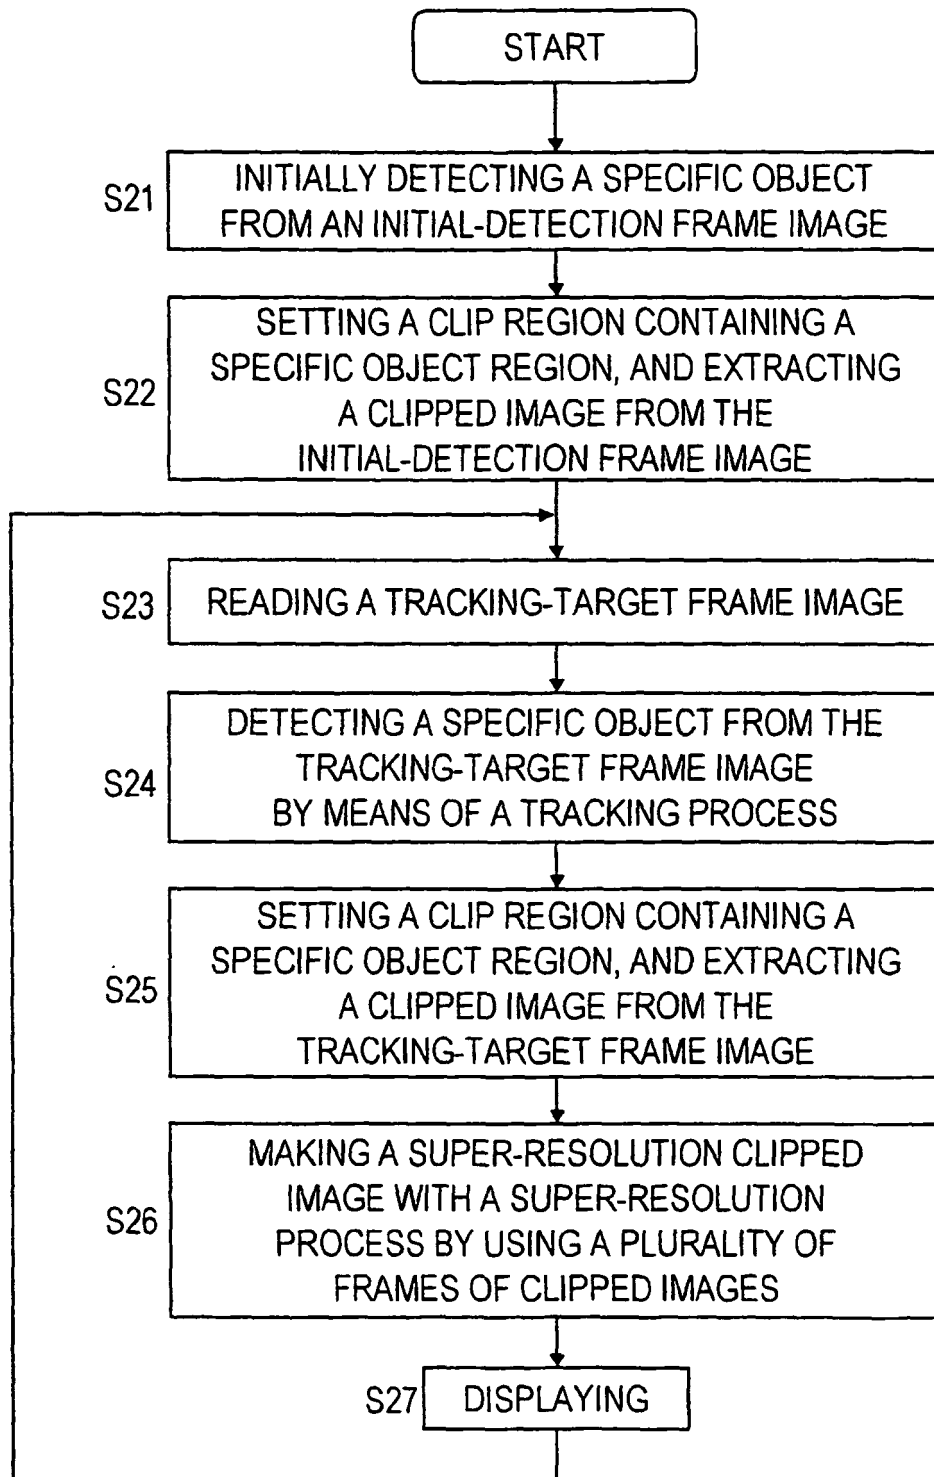 START
S21
INITIALLY DETECTING A SPECIFIC OBJECT
FROM AN INITIAL-DETECTION FRAME IMAGE
S22
SETTING A CLIP REGION CONTAINING A
SPECIFIC OBJECT REGION, AND EXTRACTING
A CLIPPED IMAGE FROM THE
INITIAL-DETECTION FRAME IMAGE
S23
READING A TRACKING-TARGET FRAME IMAGE
S24
DETECTING A SPECIFIC OBJECT FROM THE
TRACKING-TARGET FRAME IMAGE
BY MEANS OF A TRACKING PROCESS
S25
SETTING A CLIP REGION CONTAINING A
SPECIFIC OBJECT REGION, AND EXTRACTING
A CLIPPED IMAGE FROM THE
TRACKING-TARGET FRAME IMAGE
S26
MAKING A SUPER-RESOLUTION CLIPPED
IMAGE WITH A SUPER-RESOLUTION
PROCESS BY USING A PLURALITY OF
FRAMES OF CLIPPED IMAGES
S27
DISPLAYING